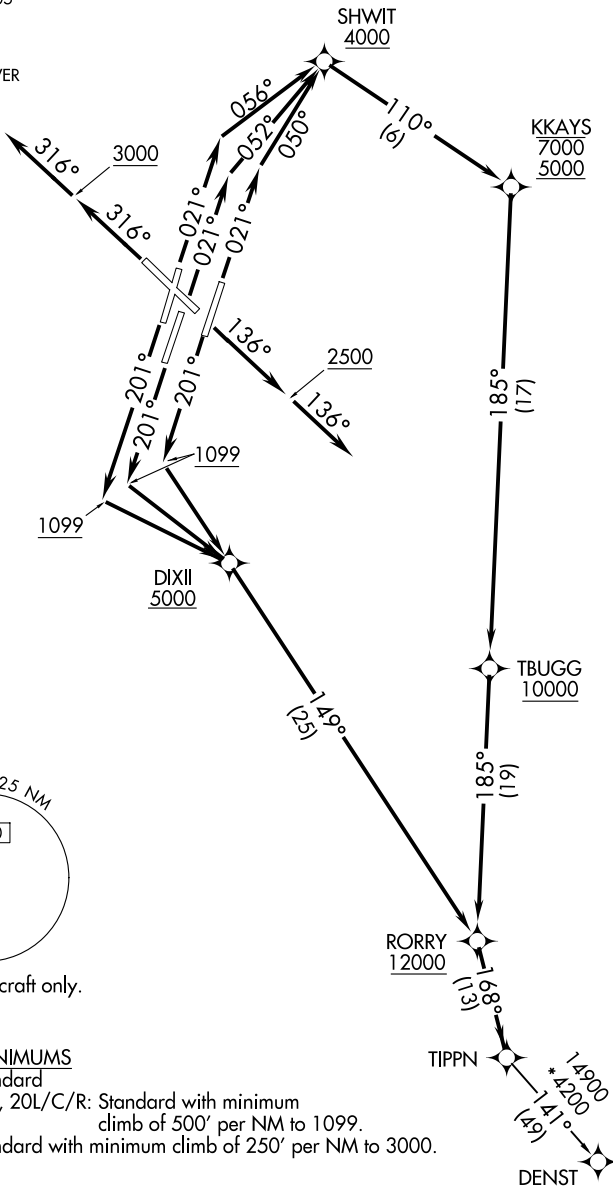 SHWIT
4000
056°
052°
050°
110°
(6)
KKAYS
7000
5000
316°
3000
316°
021°
021°
021°
136°
2500
136°
201°
201°
201°
1099
1099
185°
(17)
DIXII
5000
TBUGG
10000
149°
(25)
185°
(19)
25 NM
RORRY
12000
168°
(13)
craft only.
TIPPN
14900
*4200
141°
(49)
DENST
NIMUMS
ndard
, 20L/C/R: Standard with minimum
climb of 500' per NM to 1099.
ndard with minimum climb of 250' per NM to 3000.